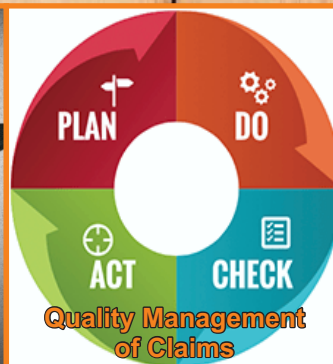 PLAN
DO
ACT
CHECK
Quality Management
of Claims